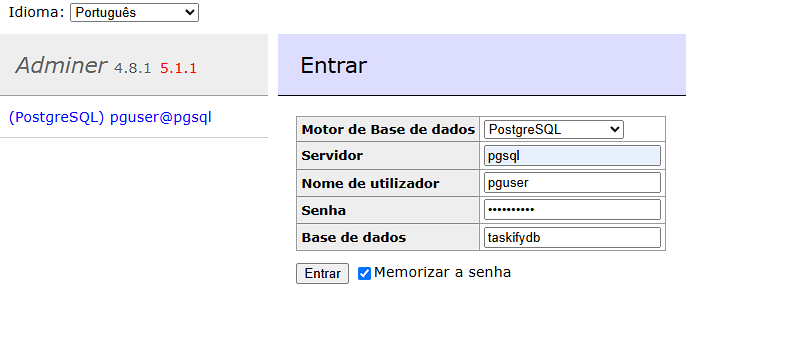 Idioma: Português
Adminer 4.8.1 5.1.1
Entrar
(PostgreSQL) pguser@pgsql
Motor de Base de dados PostgreSQL
Servidor pgsql
Nome de utilizador pguser
Senha ••••••••••
Base de dados taskifydb
Entrar Memorizar a senha